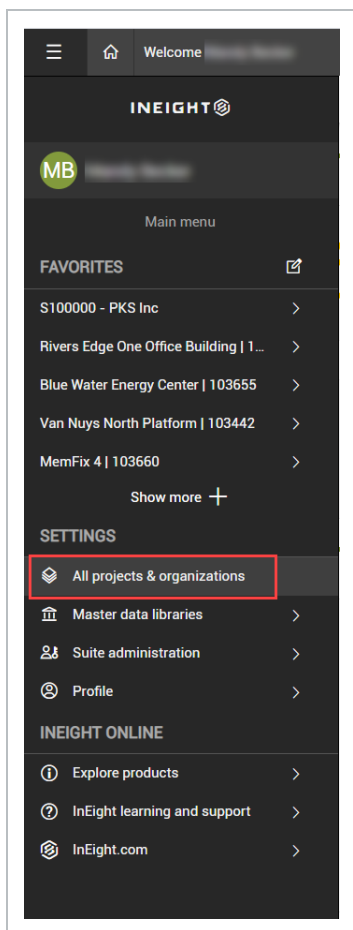 Welcome
INEIGHT
MB
Main menu
FAVORITES
S100000 - PKS Inc
Rivers Edge One Office Building | 1...
Blue Water Energy Center | 103655
Van Nuys North Platform | 103442
MemFix 4 | 103660
Show more +
SETTINGS
All projects & organizations
Master data libraries
Suite administration
Profile
INEIGHT ONLINE
Explore products
InEight learning and support
InEight.com